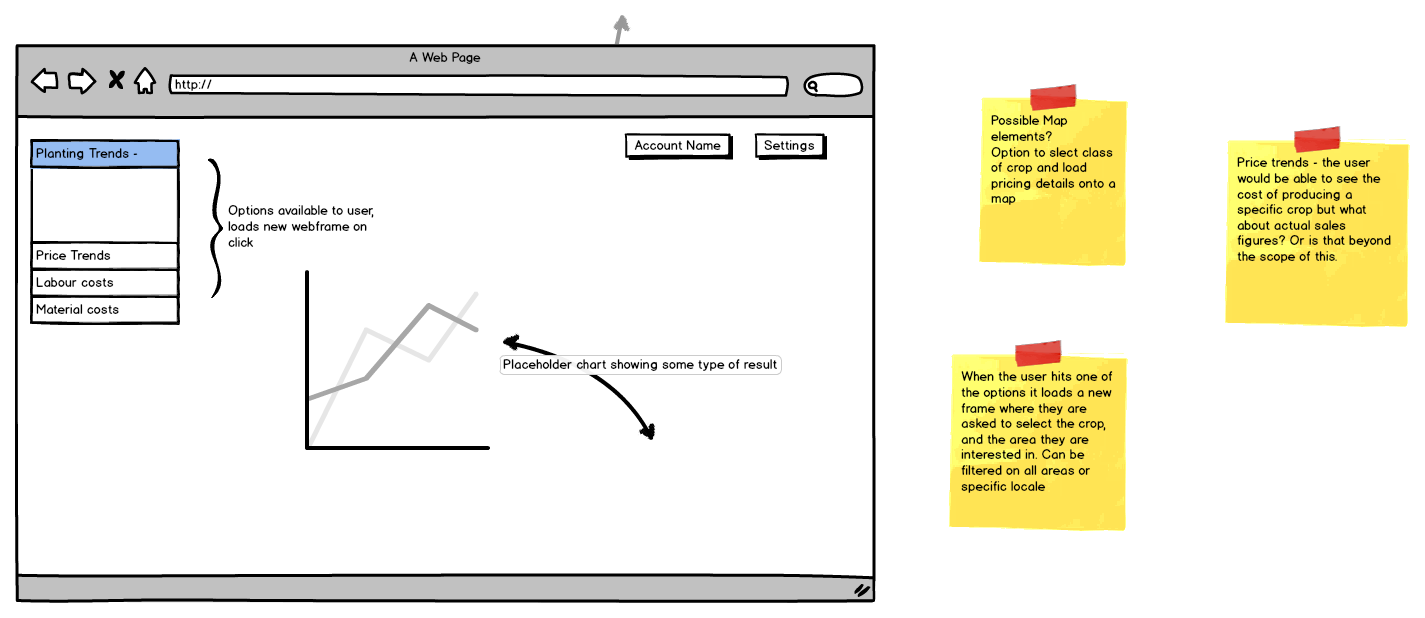 A Web Page
http://
Planting Trends -
Price Trends
Labour costs
Material costs
Options available to user,
loads new webframe on
click
Account Name
Settings
Placeholder chart showing some type of result
Possible Map
elements?
Option to slect class
of crop and load
pricing details onto a
map
Price trends - the user
would be able to see the
cost of producing a
specific crop but what
about actual sales
figures? Or is that beyond
the scope of this.
When the user hits one of
the options it loads a new
frame where they are
asked to select the crop,
and the area they are
interested in. Can be
filtered on all areas or
specific locale